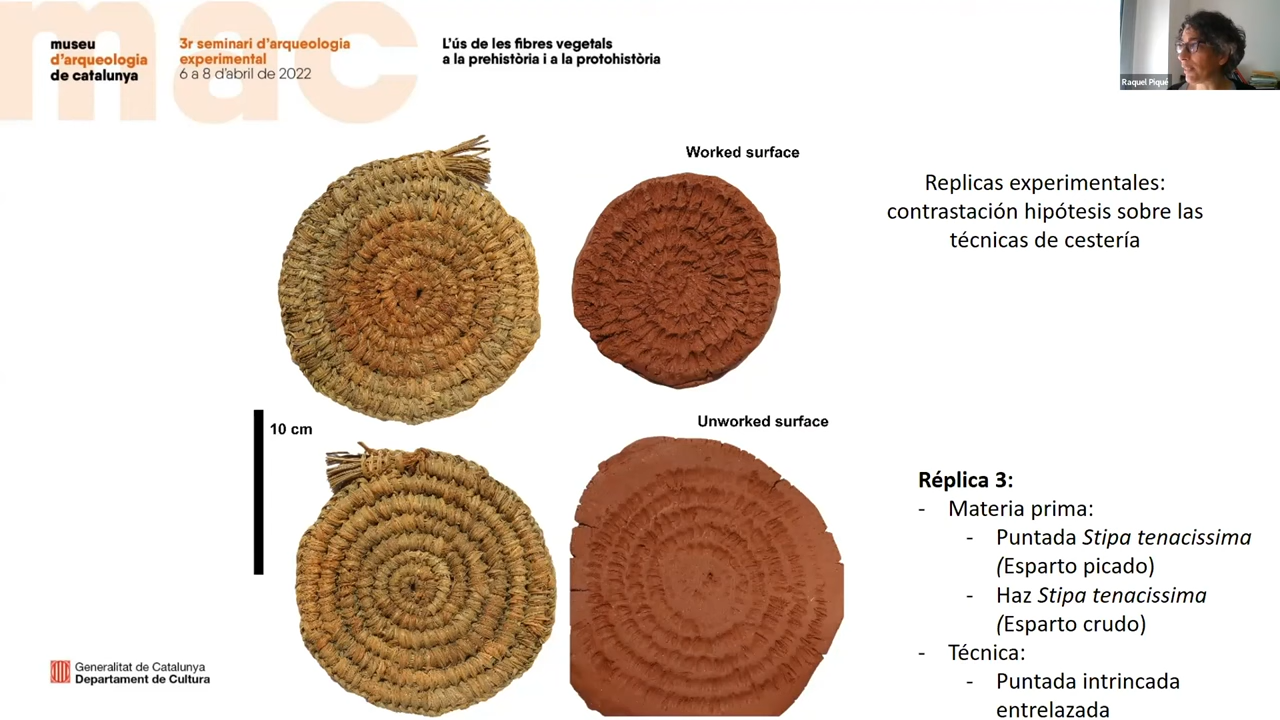 mac
museu
d'arqueologia
de catalunya
3r seminari d'arqueologia
experimental
6 a 8 d'abril de 2022
L'ús de les fibres vegetals
a la prehistòria i a la protohistòria
Raquel Piqué
Worked surface
Replicas experimentales:
contrastación hipótesis sobre las
técnicas de cestería
10 cm
Unworked surface
Réplica 3:
- Materia prima:
- Puntada Stipa tenacissima
(Esparto picado)
- Haz Stipa tenacissima
(Esparto crudo)
- Técnica:
- Puntada intrincada
entrelazada
Generalitat de Catalunya
Departament de Cultura